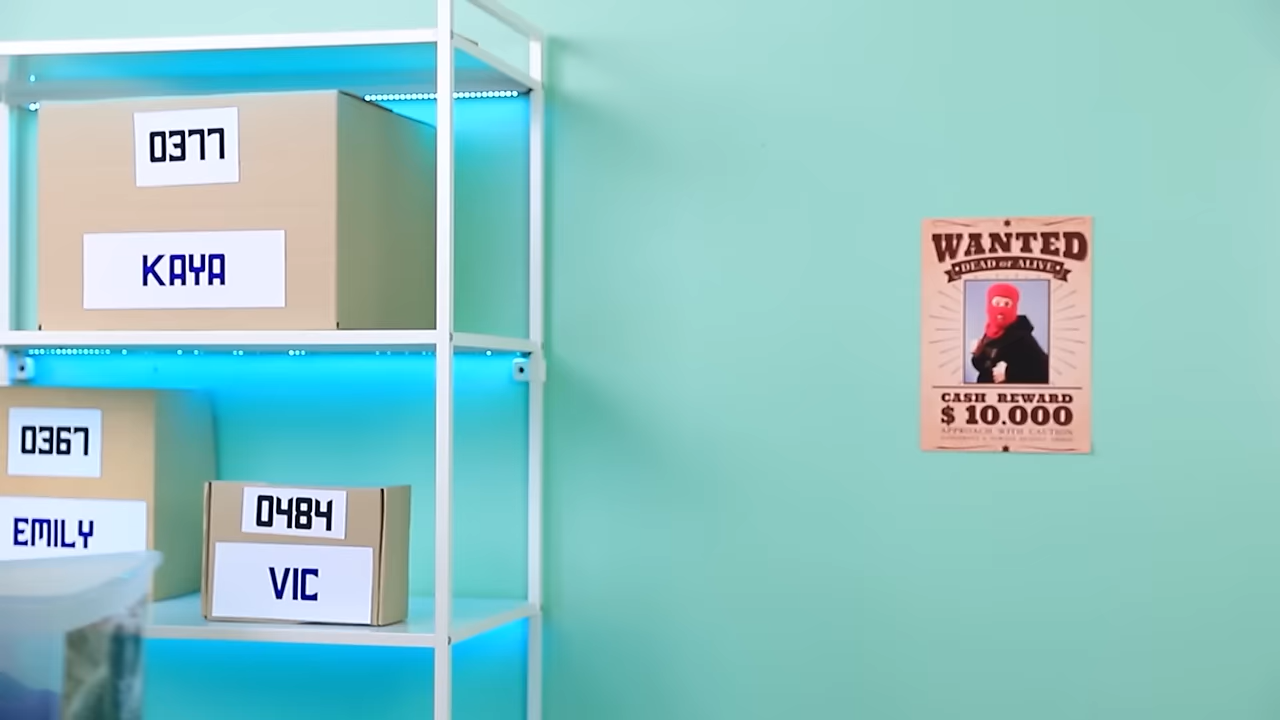 0377
KAYA
0367
EMILY
0484
VIC
WANTED
DEAD or ALIVE
CASH REWARD
$ 10.000
APPROACH WITH CAUTION